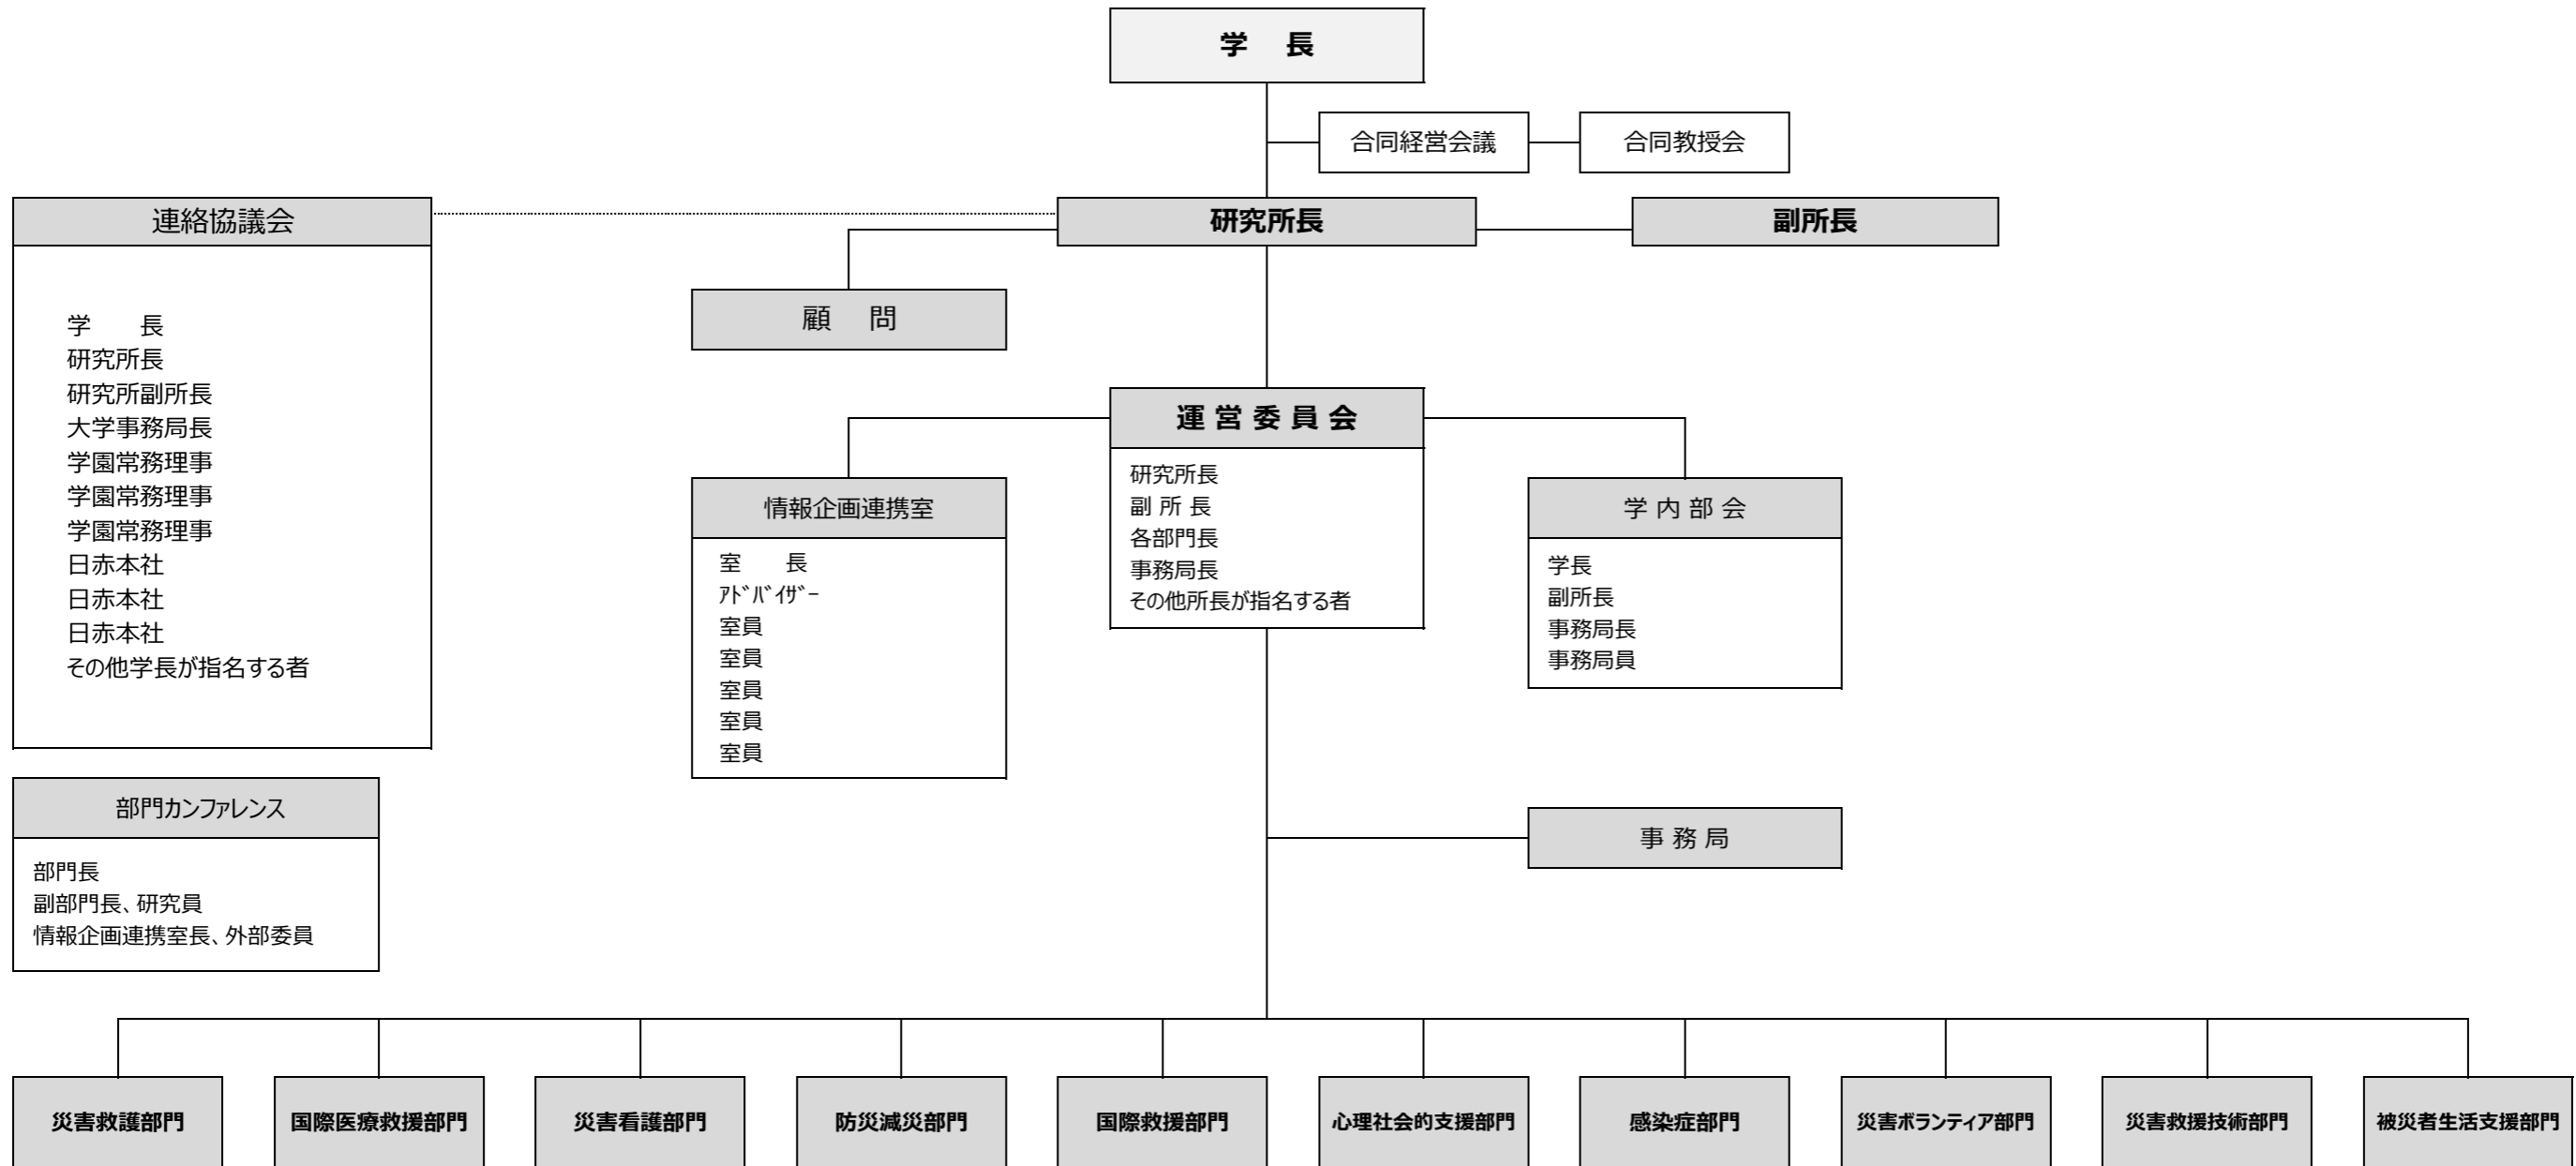 学 長
合同経営会議
合同教授会
連絡協議会
研究所長
副所長
学 長
研究所長
研究所副所長
大学事務局長
学園常務理事
学園常務理事
学園常務理事
日赤本社
日赤本社
日赤本社
その他学長が指名する者
顧 問
運 営 委 員 会
研究所長
副 所 長
各部門長
事務局長
その他所長が指名する者
情報企画連携室
室 長
ｱﾄﾞﾊﾞｲｻﾞｰ
室員
室員
室員
室員
室員
学 内 部 会
学長
副所長
事務局長
事務局員
部門カンファレンス
部門長
副部門長、研究員
情報企画連携室長、外部委員
事 務 局
災害救護部門
国際医療救援部門
災害看護部門
防災減災部門
国際救援部門
心理社会的支援部門
感染症部門
災害ボランティア部門
災害救援技術部門
被災者生活支援部門